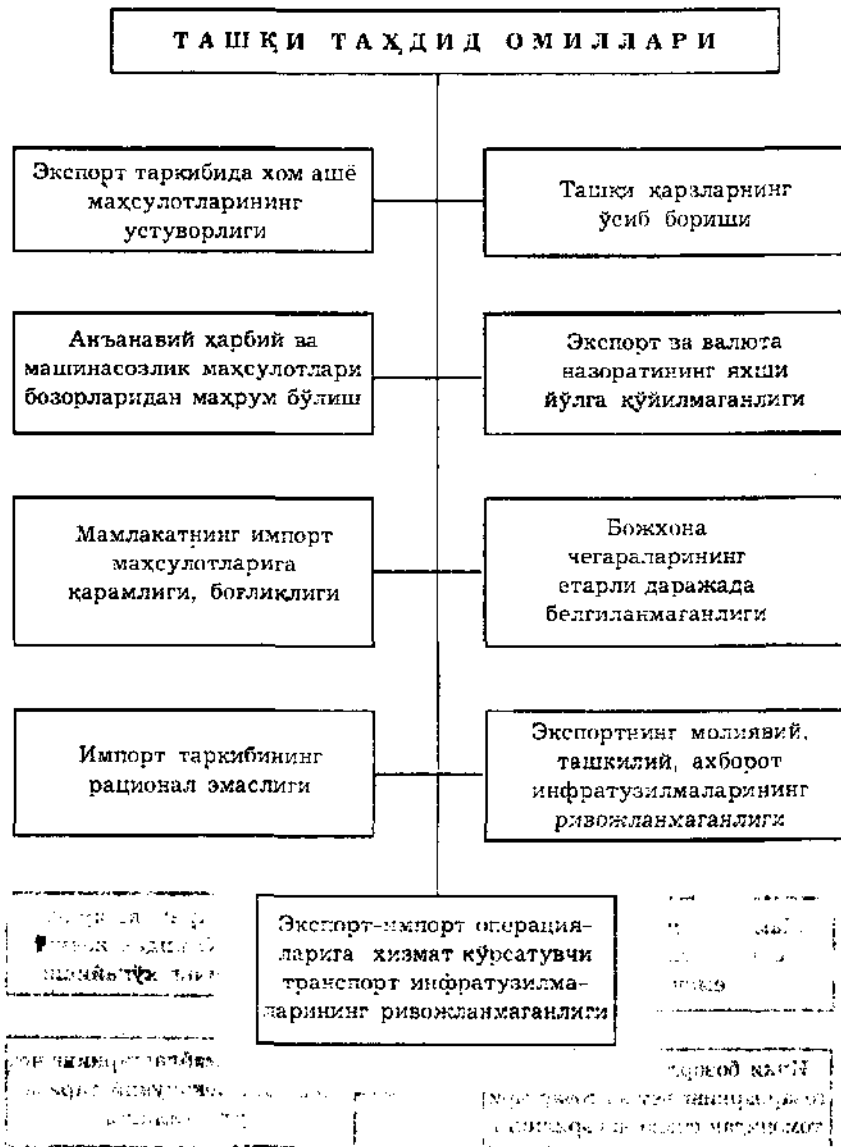 ТАШҚИ ТАҲДИД ОМИЛЛАРИ
Экспорт таркибида хом ашё
маҳсулотларининг
устуворлиги
Ташқи қарзларнинг
ўсиб бориши
Анъанавий ҳарбий ва
машинасозлик маҳсулотлари
бозорларидан маҳрум бўлиш
Экспорт ва валюта
назоратининг яхши
йўлга қўйилмаганлиги
Мамлакатнинг импорт
маҳсулотларига
қарамлиги, боғлиқлиги
Божхона
чегараларининг
етарли даражада
белгиланмаганлиги
Импорт таркибининг
рационал эмаслиги
Экспортнинг молиявий,
ташкилий, ахборот
инфратузилмаларининг
ривожланмаганлиги
Экспорт-импорт операция-
ларига хизмат кўрсатувчи
транспорт инфратузилма-
ларининг ривожланмаганлиги